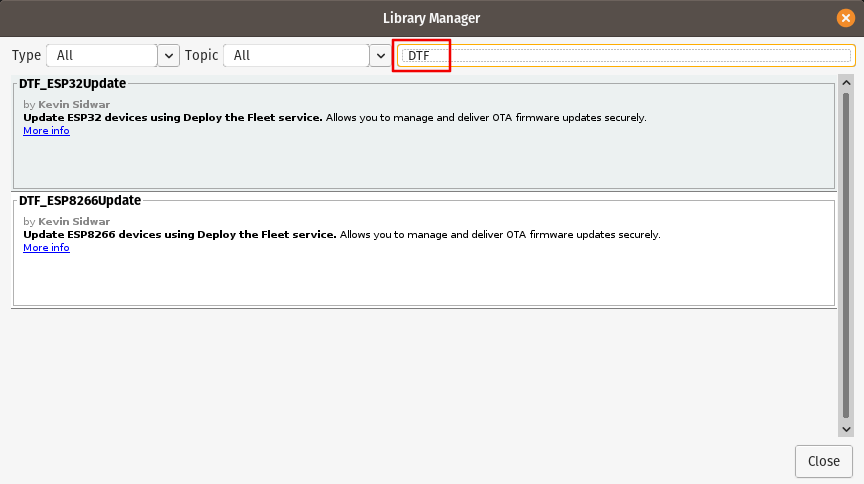 Library Manager
Type All Topic All DTF
DTF_ESP32Update
by Kevin Sidwar
Update ESP32 devices using Deploy the Fleet service. Allows you to manage and deliver OTA firmware updates securely.
More info
DTF_ESP8266Update
by Kevin Sidwar
Update ESP8266 devices using Deploy the Fleet service. Allows you to manage and deliver OTA firmware updates securely.
More info
Close